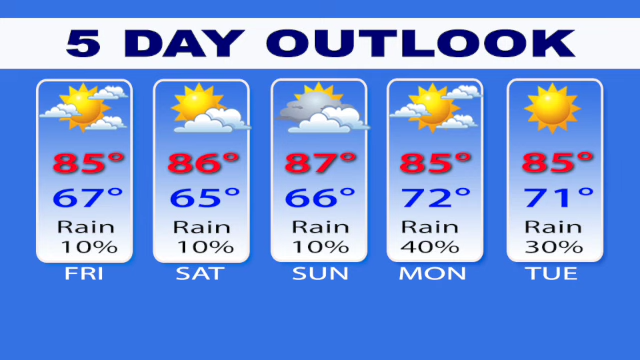 5 DAY OUTLOOK
85° 86° 87° 85° 85°
67° 65° 66° 72° 71°
Rain Rain Rain Rain Rain
10% 10% 10% 40% 30%
FRI SAT SUN MON TUE